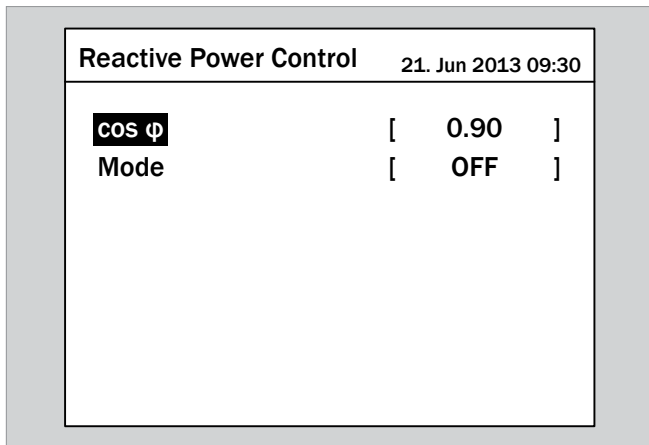 Reactive Power Control 21. Jun 2013 09:30
cos φ [ 0.90 ]
Mode [ OFF ]